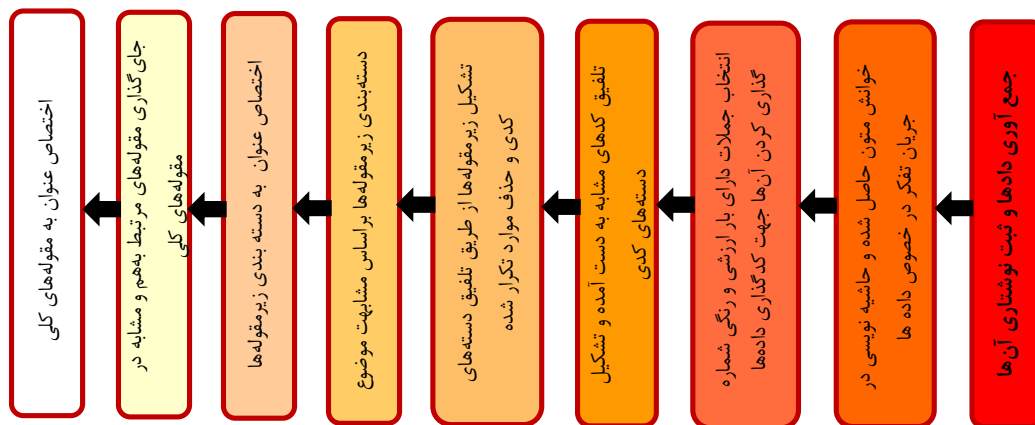 جمع آوری دادها و ثبت نوشتاری آن‌ها
خوانش متون حاصل شده و حاشیه نویسی در
جریان تفکر در خصوص داده ها
انتخاب جملات دارای بار ارزشی و رنگی شماره
گذاری کردن آن‌ها جهت کدگذاری داده‌ها
تلفیق کدهای مشابه به دست آمده و تشکیل
دسته‌های کدی
تشکیل زیرمقوله‌ها از طریق تلفیق دسته‌های
کدی و حذف موارد تکرار شده
دسته‌بندی زیرمقوله‌ها براساس مشابهت موضوع
اختصاص عنوان به دسته بندی زیرمقوله‌ها
جای‌گذاری مقوله‌های مرتبط به‌هم و مشابه در
مقوله‌های کلی
اختصاص عنوان به مقوله‌های کلی